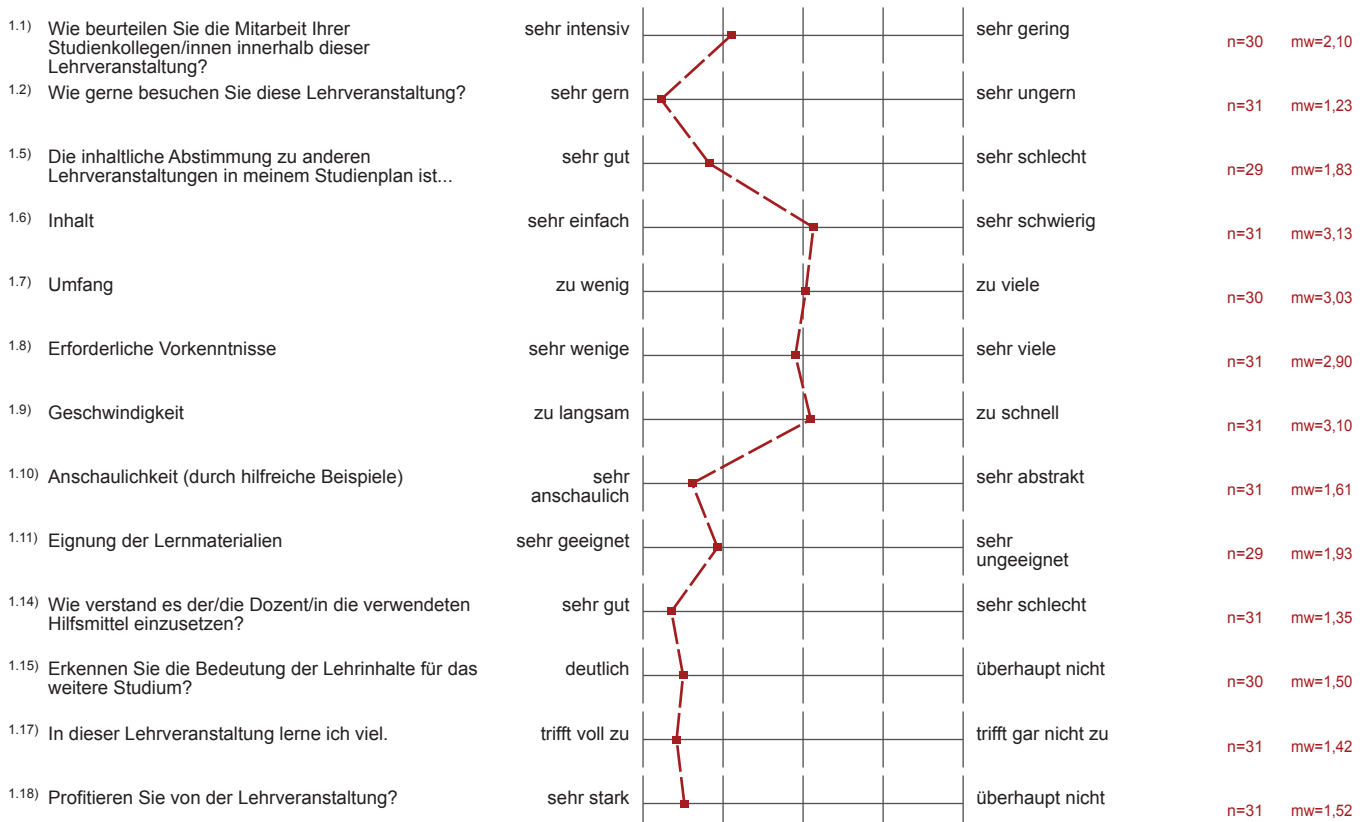 1.1) Wie beurteilen Sie die Mitarbeit Ihrer sehr intensiv sehr gering
Studienkollegen/innen innerhalb dieser n=30 mw=2,10
Lehrveranstaltung?
1.2) Wie gerne besuchen Sie diese Lehrveranstaltung? sehr gern sehr ungern
n=31 mw=1,23
1.5) Die inhaltliche Abstimmung zu anderen sehr gut sehr schlecht
Lehrveranstaltungen in meinem Studienplan ist... n=29 mw=1,83
1.6) Inhalt sehr einfach sehr schwierig
n=31 mw=3,13
1.7) Umfang zu wenig zu viele
n=30 mw=3,03
1.8) Erforderliche Vorkenntnisse sehr wenige sehr viele
n=31 mw=2,90
1.9) Geschwindigkeit zu langsam zu schnell
n=31 mw=3,10
1.10) Anschaulichkeit (durch hilfreiche Beispiele) sehr sehr abstrakt
anschaulich n=31 mw=1,61
1.11) Eignung der Lernmaterialien sehr geeignet sehr
ungeeignet n=29 mw=1,93
1.14) Wie verstand es der/die Dozent/in die verwendeten sehr gut sehr schlecht
Hilfsmittel einzusetzen? n=31 mw=1,35
1.15) Erkennen Sie die Bedeutung der Lehrinhalte für das deutlich überhaupt nicht
weitere Studium? n=30 mw=1,50
1.17) In dieser Lehrveranstaltung lerne ich viel. trifft voll zu trifft gar nicht zu
n=31 mw=1,42
1.18) Profitieren Sie von der Lehrveranstaltung? sehr stark überhaupt nicht
n=31 mw=1,52